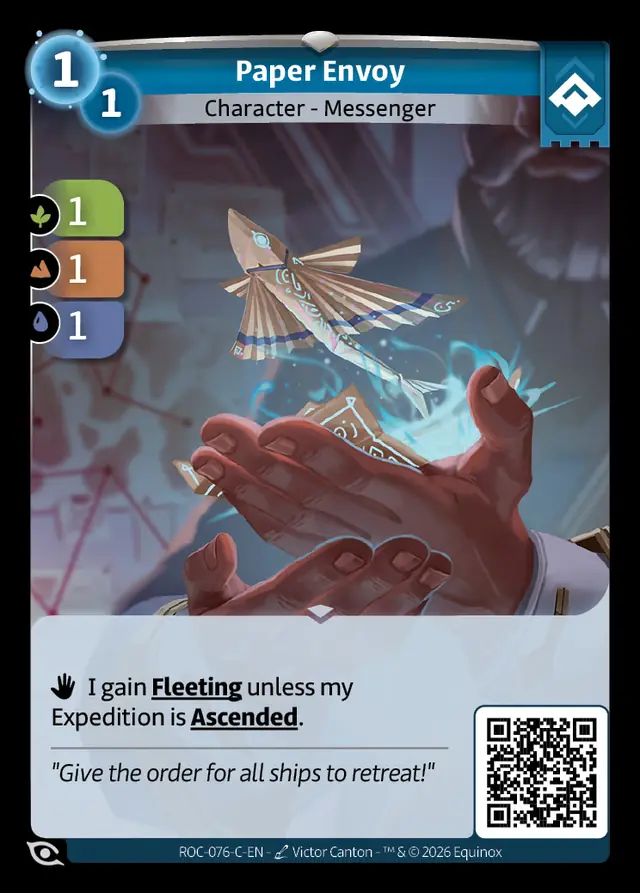 1
Paper Envoy
1
Character - Messenger
1
1
1
I gain Fleeting unless my
Expedition is Ascended.
"Give the order for all ships to retreat!"
ROC-076-C-EN - Victor Canton - ™ & © 2026 Equinox